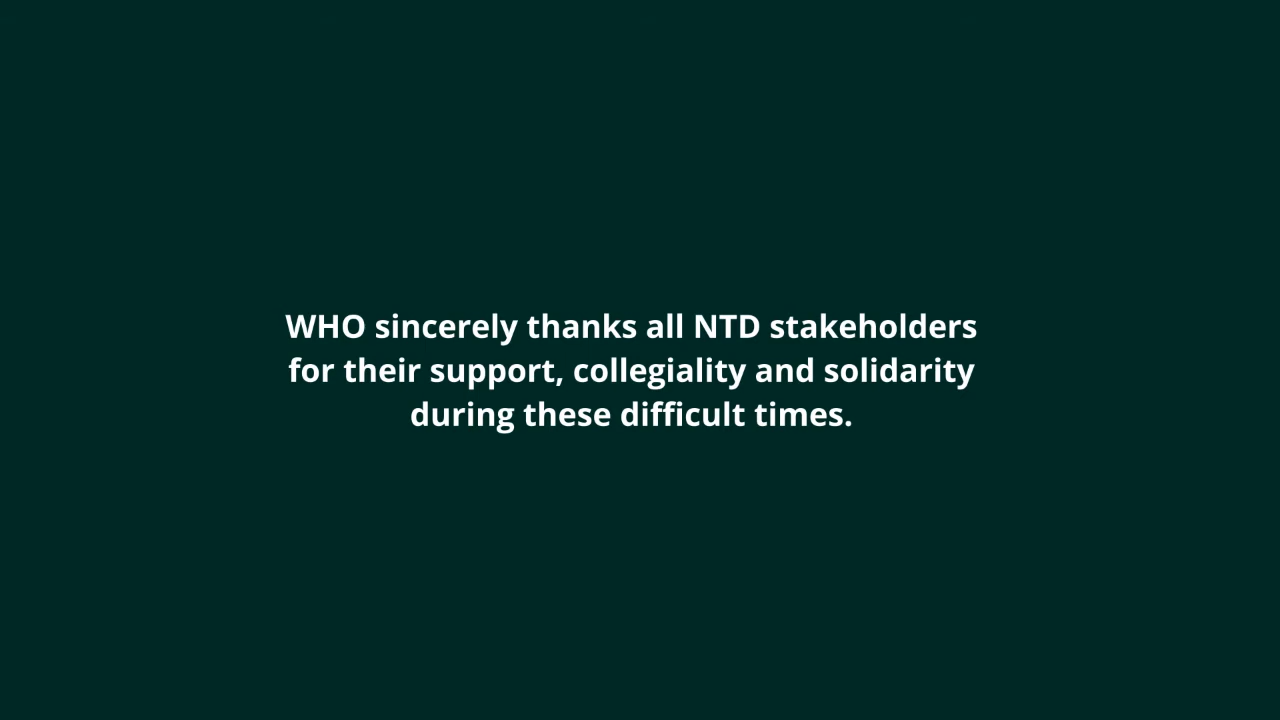 WHO sincerely thanks all NTD stakeholders
for their support, collegiality and solidarity
during these difficult times.